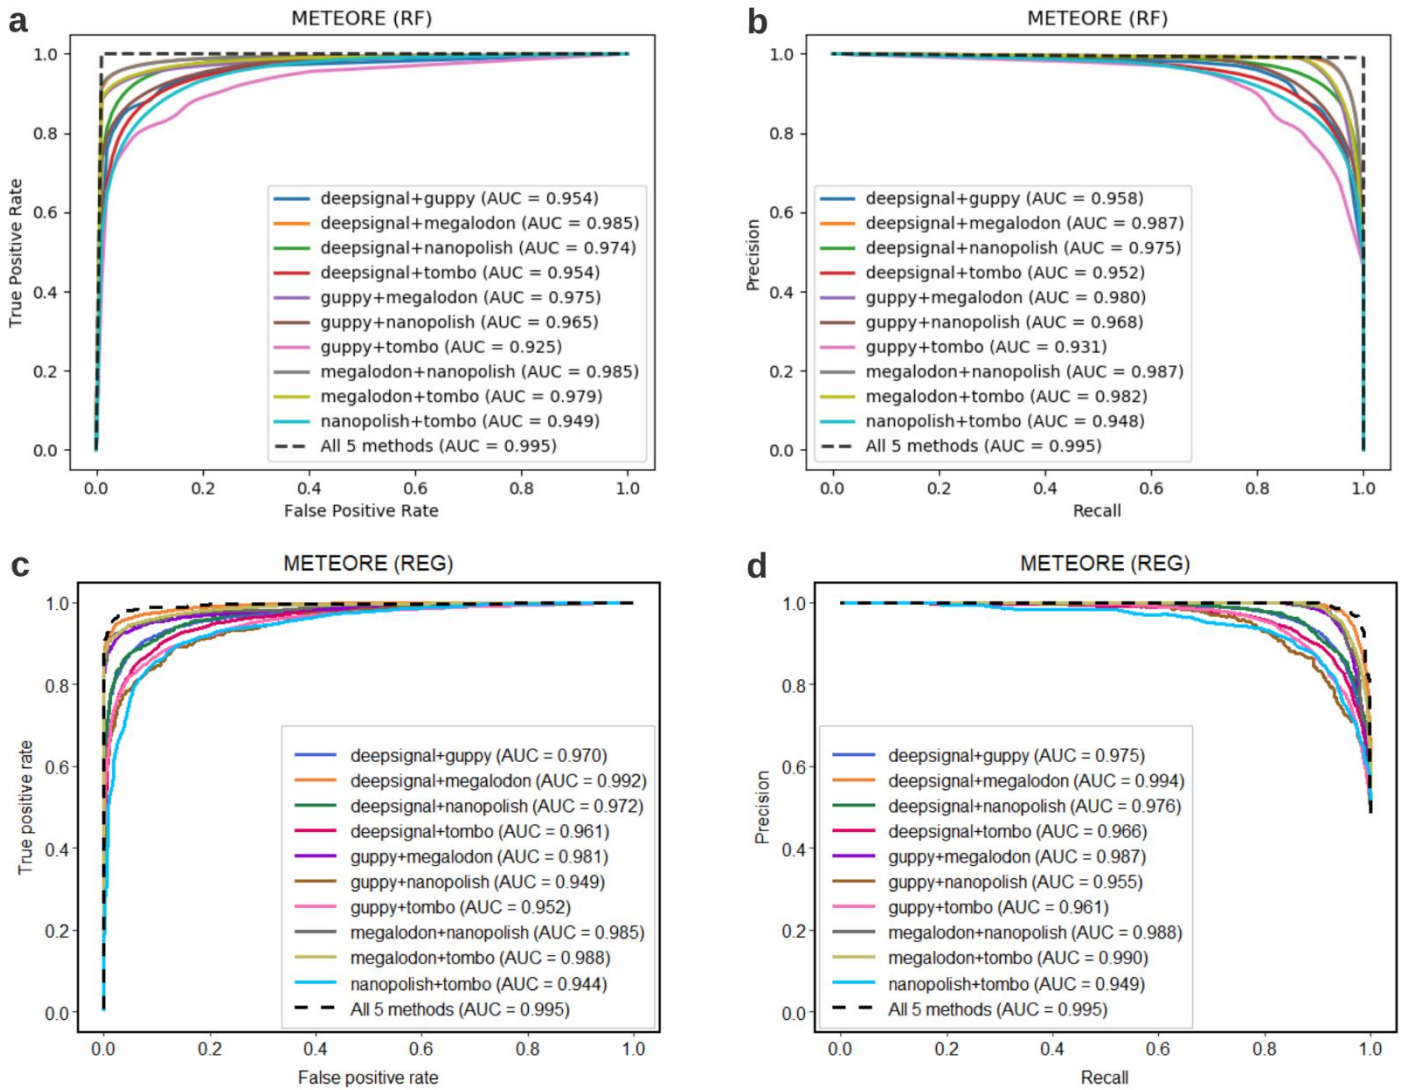 a
METEORE (RF)
1.0
0.8
0.6
0.4
0.2
0.0
True Positive Rate
deepsignal+guppy (AUC = 0.954)
deepsignal+megalodon (AUC = 0.985)
deepsignal+nanopolish (AUC = 0.974)
deepsignal+tombo (AUC = 0.954)
guppy+megalodon (AUC = 0.975)
guppy+nanopolish (AUC = 0.965)
guppy+tombo (AUC = 0.925)
megalodon+nanopolish (AUC = 0.985)
megalodon+tombo (AUC = 0.979)
nanopolish+tombo (AUC = 0.949)
All 5 methods (AUC = 0.995)
0.0 0.2 0.4 0.6 0.8 1.0
False Positive Rate
b
METEORE (RF)
1.0
0.8
0.6
0.4
0.2
0.0
Precision
deepsignal+guppy (AUC = 0.958)
deepsignal+megalodon (AUC = 0.987)
deepsignal+nanopolish (AUC = 0.975)
deepsignal+tombo (AUC = 0.952)
guppy+megalodon (AUC = 0.980)
guppy+nanopolish (AUC = 0.968)
guppy+tombo (AUC = 0.931)
megalodon+nanopolish (AUC = 0.987)
megalodon+tombo (AUC = 0.982)
nanopolish+tombo (AUC = 0.948)
All 5 methods (AUC = 0.995)
0.0 0.2 0.4 0.6 0.8 1.0
Recall
c
METEORE (REG)
1.0
0.8
0.6
0.4
0.2
0.0
True positive rate
deepsignal+guppy (AUC = 0.970)
deepsignal+megalodon (AUC = 0.992)
deepsignal+nanopolish (AUC = 0.972)
deepsignal+tombo (AUC = 0.961)
guppy+megalodon (AUC = 0.981)
guppy+nanopolish (AUC = 0.949)
guppy+tombo (AUC = 0.952)
megalodon+nanopolish (AUC = 0.985)
megalodon+tombo (AUC = 0.988)
nanopolish+tombo (AUC = 0.944)
All 5 methods (AUC = 0.995)
0.0 0.2 0.4 0.6 0.8 1.0
False positive rate
d
METEORE (REG)
1.0
0.8
0.6
0.4
0.2
0.0
Precision
deepsignal+guppy (AUC = 0.975)
deepsignal+megalodon (AUC = 0.994)
deepsignal+nanopolish (AUC = 0.976)
deepsignal+tombo (AUC = 0.966)
guppy+megalodon (AUC = 0.987)
guppy+nanopolish (AUC = 0.955)
guppy+tombo (AUC = 0.961)
megalodon+nanopolish (AUC = 0.988)
megalodon+tombo (AUC = 0.990)
nanopolish+tombo (AUC = 0.949)
All 5 methods (AUC = 0.995)
0.0 0.2 0.4 0.6 0.8 1.0
Recall